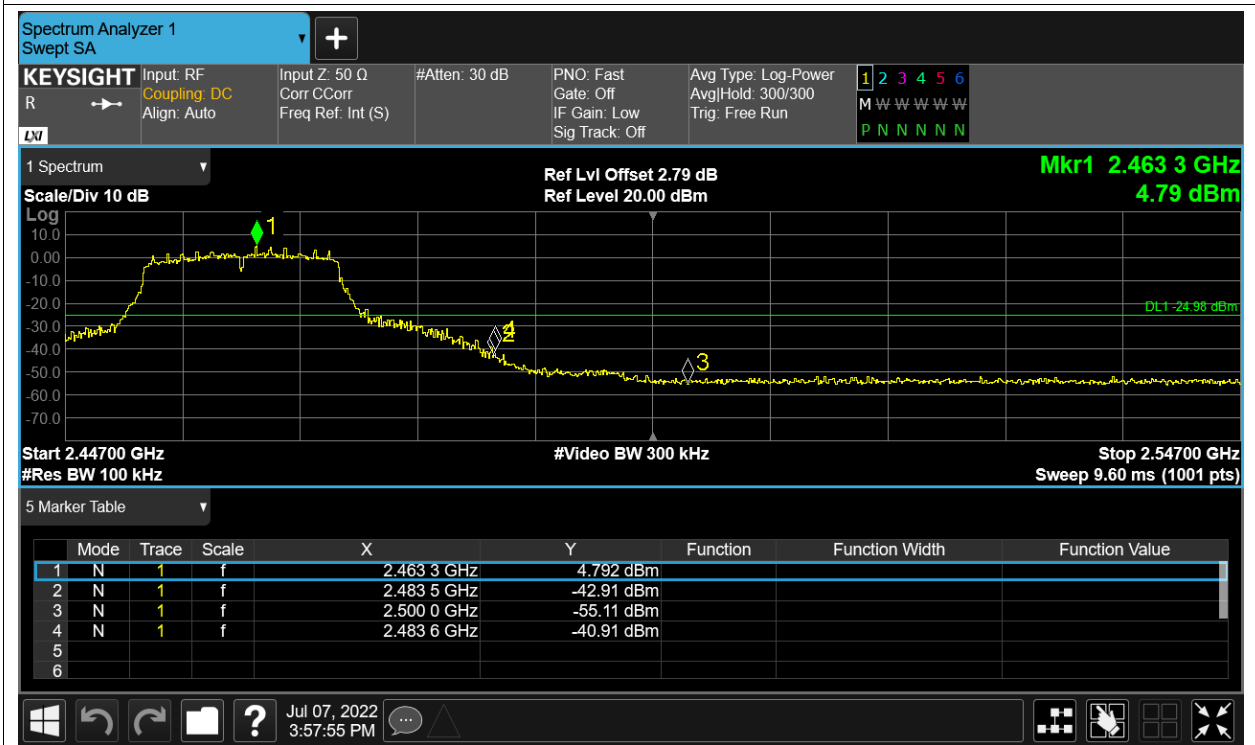 Spectrum Analyzer 1
Swept SA
+
KEYSIGHT
R
LXI
Input: RF
Coupling: DC
Align: Auto
Input Z: 50 Ω
Corr CCorr
Freq Ref: Int (S)
#Atten: 30 dB
PNO: Fast
Gate: Off
IF Gain: Low
Sig Track: Off
Avg Type: Log-Power
Avg|Hold: 300/300
Trig: Free Run
1 2 3 4 5 6
M W W W W W
P N N N N N
1 Spectrum
Scale/Div 10 dB
Ref Lvl Offset 2.79 dB
Ref Level 20.00 dBm
Mkr1 2.463 3 GHz
4.79 dBm
Log
10.0
0.00
-10.0
-20.0
-30.0
-40.0
-50.0
-60.0
-70.0
1
2
4
3
DL1 -24.98 dBm
Start 2.44700 GHz
#Video BW 300 kHz
Stop 2.54700 GHz
#Res BW 100 kHz
Sweep 9.60 ms (1001 pts)
5 Marker Table
Mode Trace Scale X Y Function Function Width Function Value
1 N 1 f 2.463 3 GHz 4.792 dBm
2 N 1 f 2.483 5 GHz -42.91 dBm
3 N 1 f 2.500 0 GHz -55.11 dBm
4 N 1 f 2.483 6 GHz -40.91 dBm
5
6
?
Jul 07, 2022
3:57:55 PM